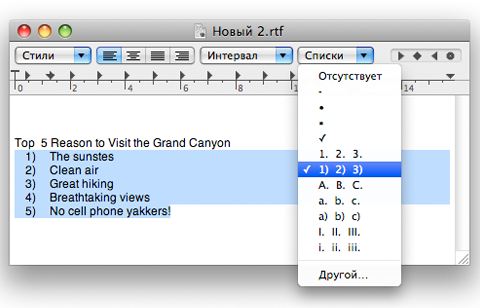 Новый 2.rtf
Стили
Интервал
Списки
0 2 4 6 8 10 14
Отсутствует
-
•
▪
✓
1. 2. 3.
✓ 1) 2) 3)
A. B. C.
a. b. c.
a) b) c)
I. II. III.
i. ii. iii.
Другой...
Top 5 Reason to Visit the Grand Canyon
1) The sunstes
2) Clean air
3) Great hiking
4) Breathtaking views
5) No cell phone yakkers!